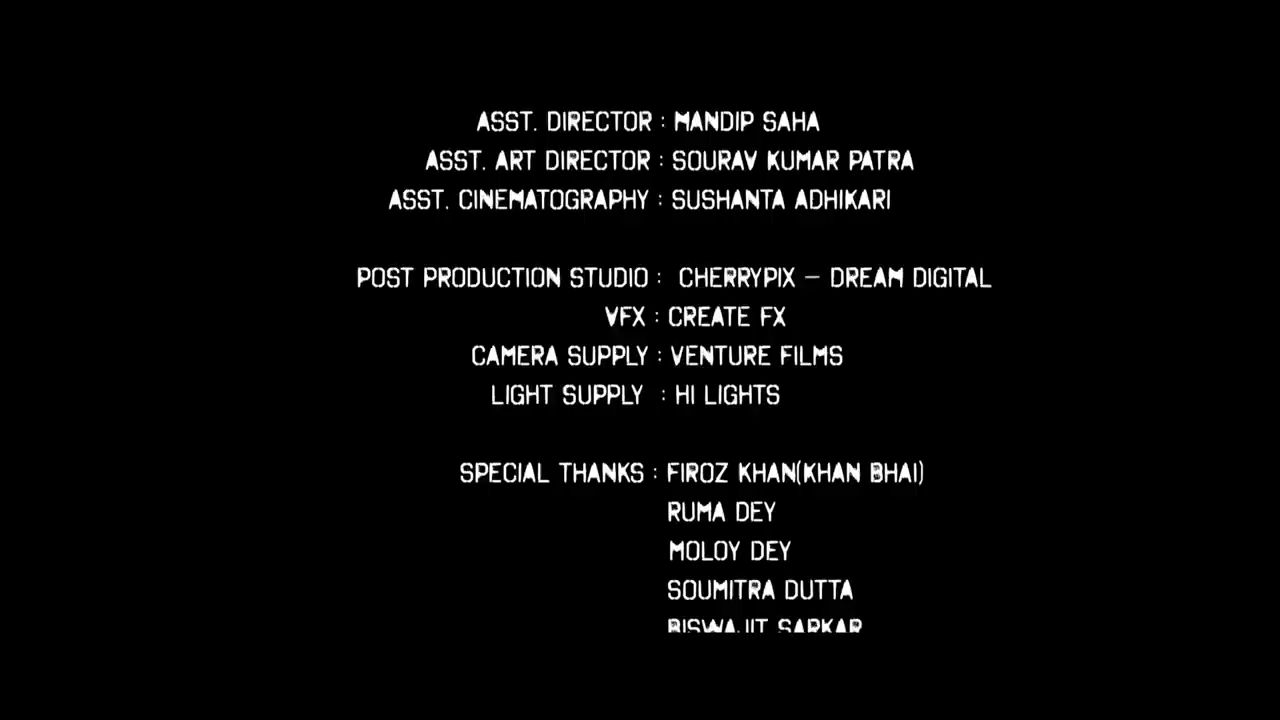 ASST. DIRECTOR : MANDIP SAHA
ASST. ART DIRECTOR : SOURAV KUMAR PATRA
ASST. CINEMATOGRAPHY : SUSHANTA ADHIKARI
POST PRODUCTION STUDIO : CHERRYPIX – DREAM DIGITAL
VFX : CREATE FX
CAMERA SUPPLY : VENTURE FILMS
LIGHT SUPPLY : HI LIGHTS
SPECIAL THANKS : FIROZ KHAN(KHAN BHAI)
RUMA DEY
MOLOY DEY
SOUMITRA DUTTA
BISWAJIT SARKAR